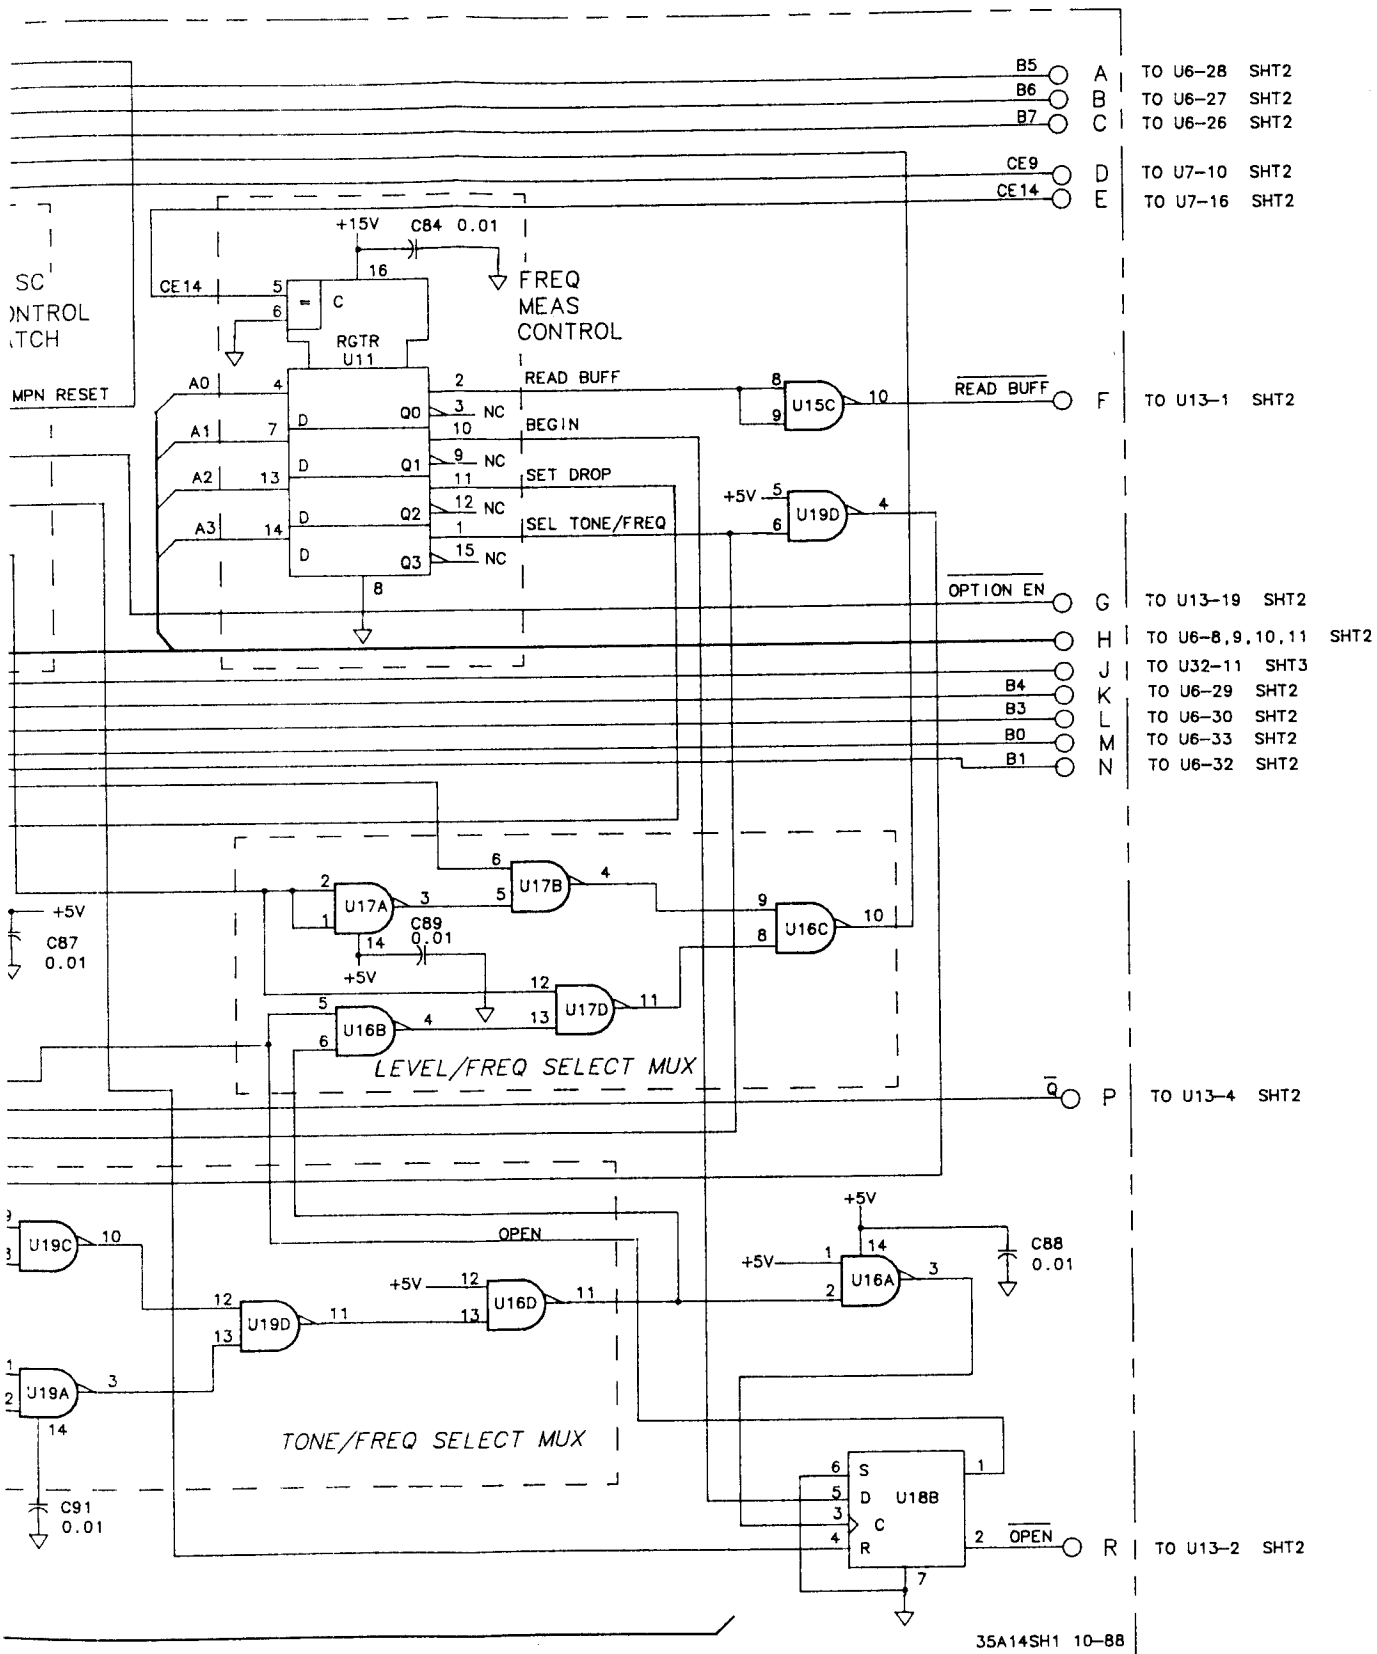 B5 A TO U6-28 SHT2
B6 B TO U6-27 SHT2
B7 C TO U6-26 SHT2
CE9 D TO U7-10 SHT2
CE14 E TO U7-16 SHT2
+15V C84 0.01
16
SC
ONTROL
ATCH
CE14 5 = C
6
RGTR
U11
FREQ
MEAS
CONTROL
MPN RESET
A0 4 D Q0 2 READ BUFF
3 NC
8 9 U15C 10 READ BUFF F TO U13-1 SHT2
A1 7 D Q1 10 BEGIN
9 NC
A2 13 Q2 11 SET DROP
12 NC
+5V 5 U19D 4
A3 14 D Q3 1 SEL TONE/FREQ 6
15 NC
8
OPTION EN G TO U13-19 SHT2
H TO U6-8,9,10,11 SHT2
J TO U32-11 SHT3
B4 K TO U6-29 SHT2
B3 L TO U6-30 SHT2
B0 M TO U6-33 SHT2
B1 N TO U6-32 SHT2
6 5 U17B 4
2 1 U17A 3
14 C89 0.01
+5V
9 8 U16C 10
+5V
C87
0.01
12 13 U17D 11
5 6 U16B 4
LEVEL/FREQ SELECT MUX
Q P TO U13-4 SHT2
9 U19C 10
OPEN
+5V
14
C88
0.01
+5V 1 2 U16A 3
+5V 12 13 U16D 11
12 13 U19D 11
1 2 U19A 3
14
TONE/FREQ SELECT MUX
C91
0.01
6 S 1
5 D U18B
3 C
4 R 2 OPEN R TO U13-2 SHT2
7
35A14SH1 10-88